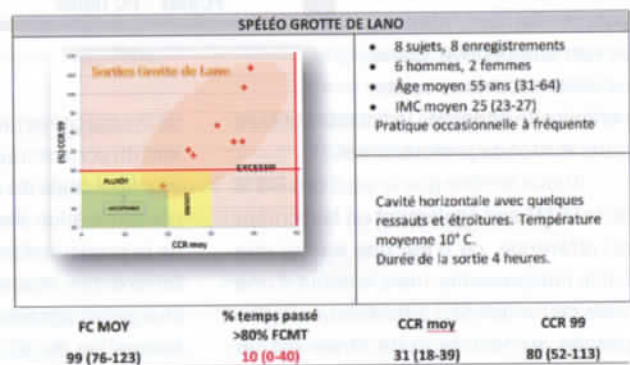 SPÉLÉO GROTTE DE LANO
Sorties Grotte de Lano
EXCESSIF
CCR 99
CCR moy
• 8 sujets, 8 enregistrements
• 6 hommes, 2 femmes
• Âge moyen 55 ans (31-64)
• IMC moyen 25 (23-27)
Pratique occasionnelle à fréquente
Cavité horizontale avec quelques
ressauts et étroitures. Température
moyenne 10° C.
Durée de la sortie 4 heures.
FC MOY % temps passé CCR moy CCR 99
>80% FCMT
99 (76-123) 10 (0-40) 31 (18-39) 80 (52-113)